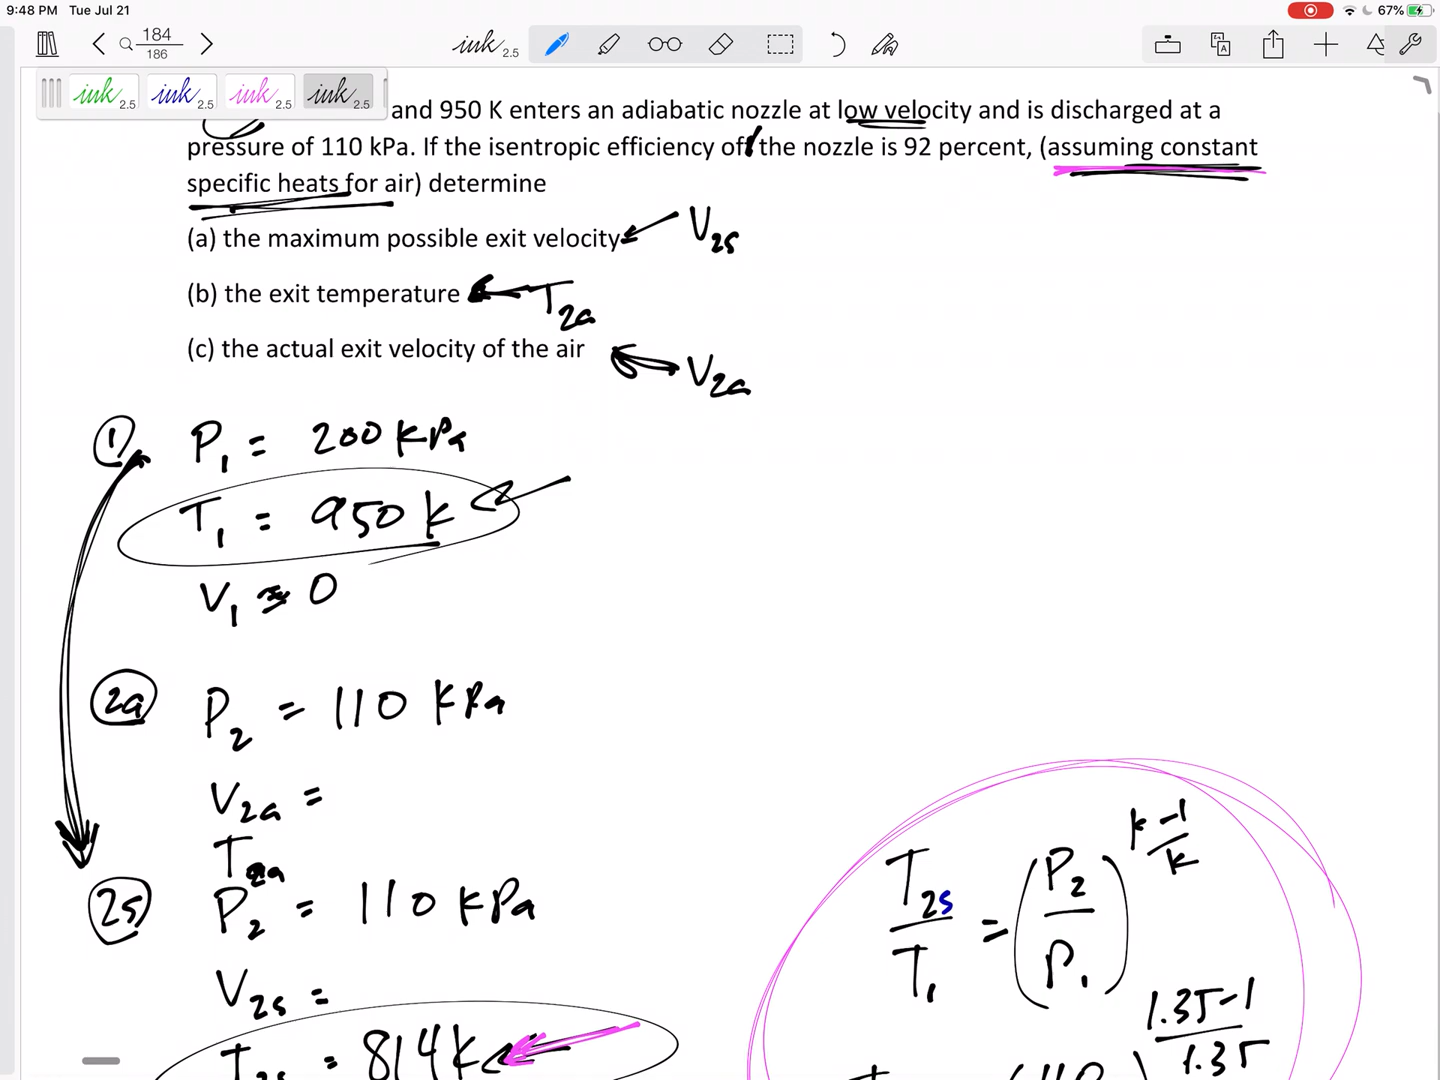 9:48 PM Tue Jul 21
67%
184
186
ink 2.5
ink 2.5
ink 2.5
ink 2.5
ink 2.5
and 950 K enters an adiabatic nozzle at low velocity and is discharged at a
pressure of 110 kPa. If the isentropic efficiency off the nozzle is 92 percent, (assuming constant
specific heats for air) determine
(a) the maximum possible exit velocity V2s
(b) the exit temperature T2a
(c) the actual exit velocity of the air V2a
1 P1 = 200 kPa
T1 = 950 k
V1 ≈ 0
2a P2 = 110 kPa
V2a =
T2a
2s P2 = 110 kPa
V2s =
T2s = 814 k
T2s/T1 = (P2/P1)^(k-1/k)
1.35-1
1.35
110